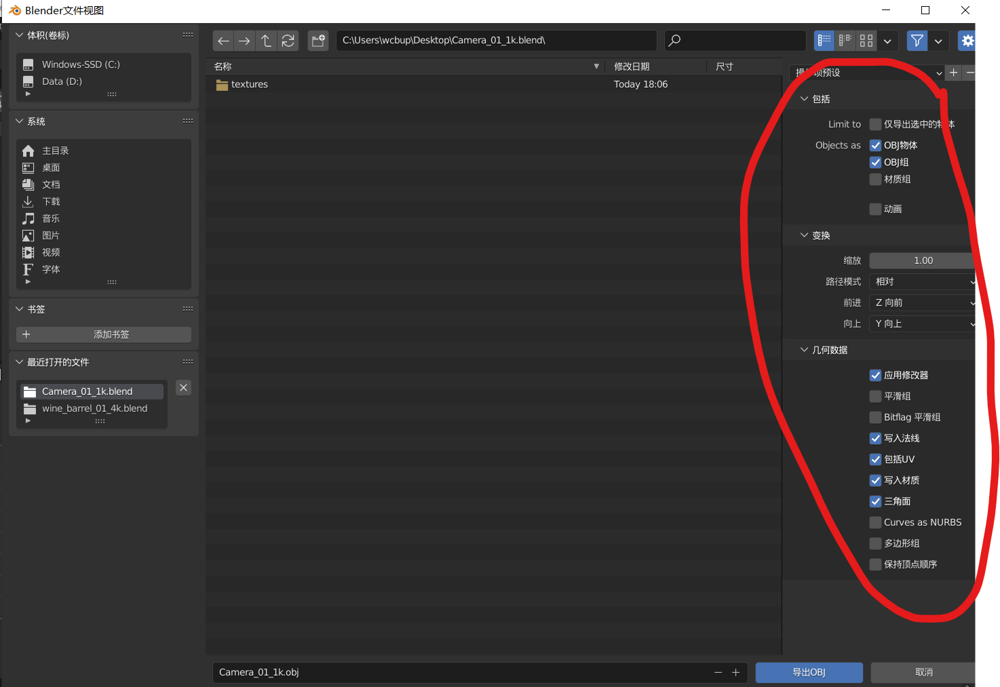 Blender文件视图
体积(卷标)
Windows-SSD (C:)
Data (D:)
系统
主目录
桌面
文档
下载
音乐
图片
视频
字体
书签
添加书签
最近打开的文件
Camera_01_1k.blend
wine_barrel_01_4k.blend
C:\Users\wcbup\Desktop\Camera_01_1k.blend\
名称 修改日期 尺寸
textures Today 18:06
操作项预设
包括
Limit to 仅导出选中的物体
Objects as OBJ物体
OBJ组
材质组
动画
变换
缩放 1.00
路径模式 相对
前进 Z 向前
向上 Y 向上
几何数据
应用修改器
平滑组
Bitflag 平滑组
写入法线
包括UV
写入材质
三角面
Curves as NURBS
多边形组
保持顶点顺序
Camera_01_1k.obj
导出OBJ
取消